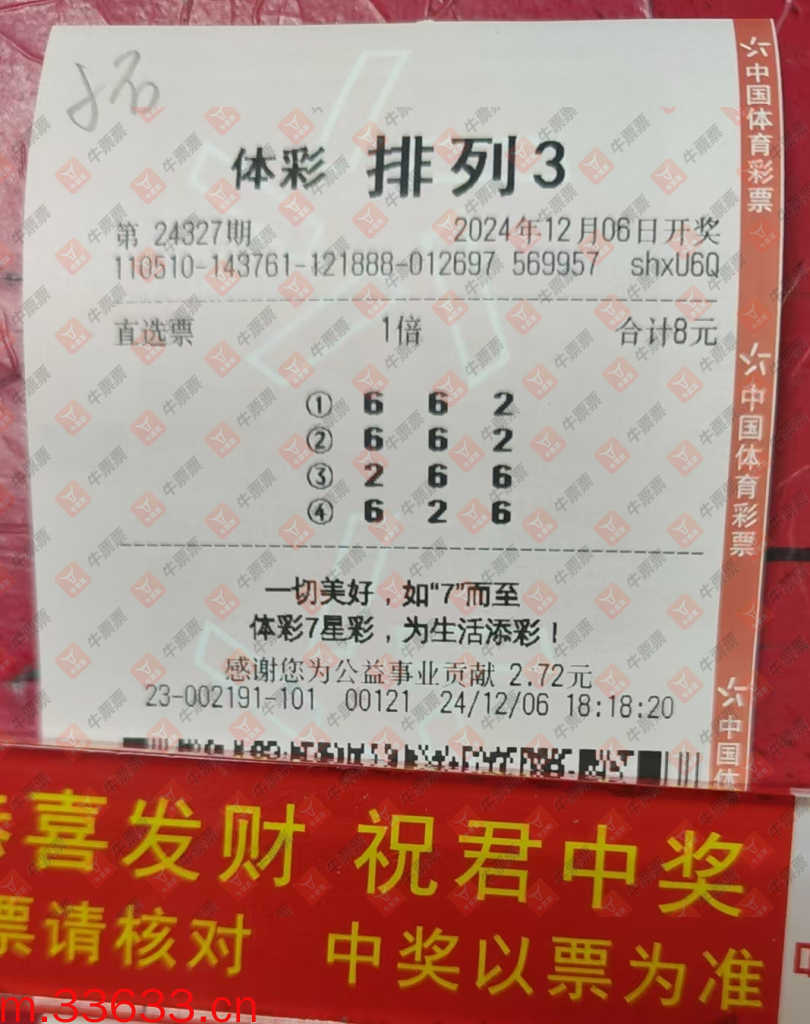 体彩 排列3
第 24327期 2024年12月06日开奖
110510-143761-121888-012697 569957 shxU6Q
直选票 1倍 合计8元
① 6 6 2
② 6 6 2
③ 2 6 6
④ 6 2 6
一切美好，如“7”而至
体彩7星彩，为生活添彩！
感谢您为公益事业贡献 2.72元
23-002191-101 00121 24/12/06 18:18:20
中国体育彩票
中国体育彩票
中国体
恭喜发财 祝君中奖
票请核对 中奖以票为准
m.33633.cn
牛票票